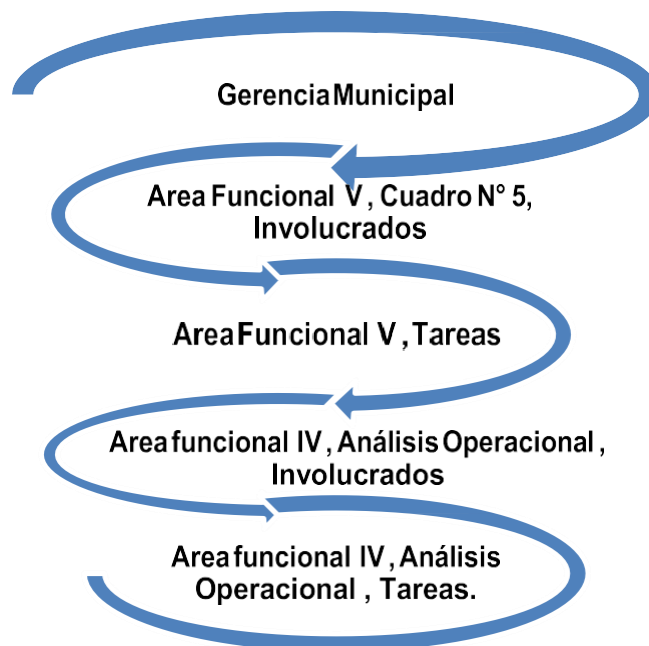 Gerencia Municipal
Area Funcional V , Cuadro N° 5,
Involucrados
Area Funcional V , Tareas
Area funcional IV , Análisis Operacional ,
Involucrados
Area funcional IV , Análisis
Operacional , Tareas.